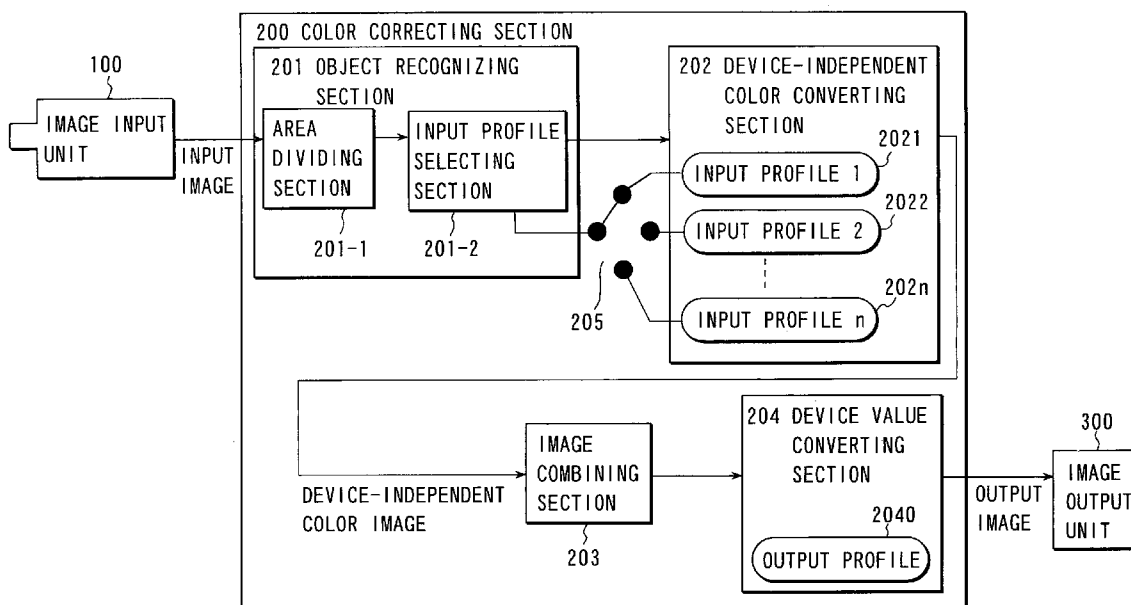 200 COLOR CORRECTING SECTION
100
IMAGE INPUT
UNIT
INPUT
IMAGE
201 OBJECT RECOGNIZING
SECTION
AREA
DIVIDING
SECTION
201-1
INPUT PROFILE
SELECTING
SECTION
201-2
205
202 DEVICE-INDEPENDENT
COLOR CONVERTING
SECTION
2021
INPUT PROFILE 1
2022
INPUT PROFILE 2
202n
INPUT PROFILE n
DEVICE-INDEPENDENT
COLOR IMAGE
IMAGE
COMBINING
SECTION
203
204 DEVICE VALUE
CONVERTING
SECTION
2040
OUTPUT PROFILE
OUTPUT
IMAGE
300
IMAGE
OUTPUT
UNIT